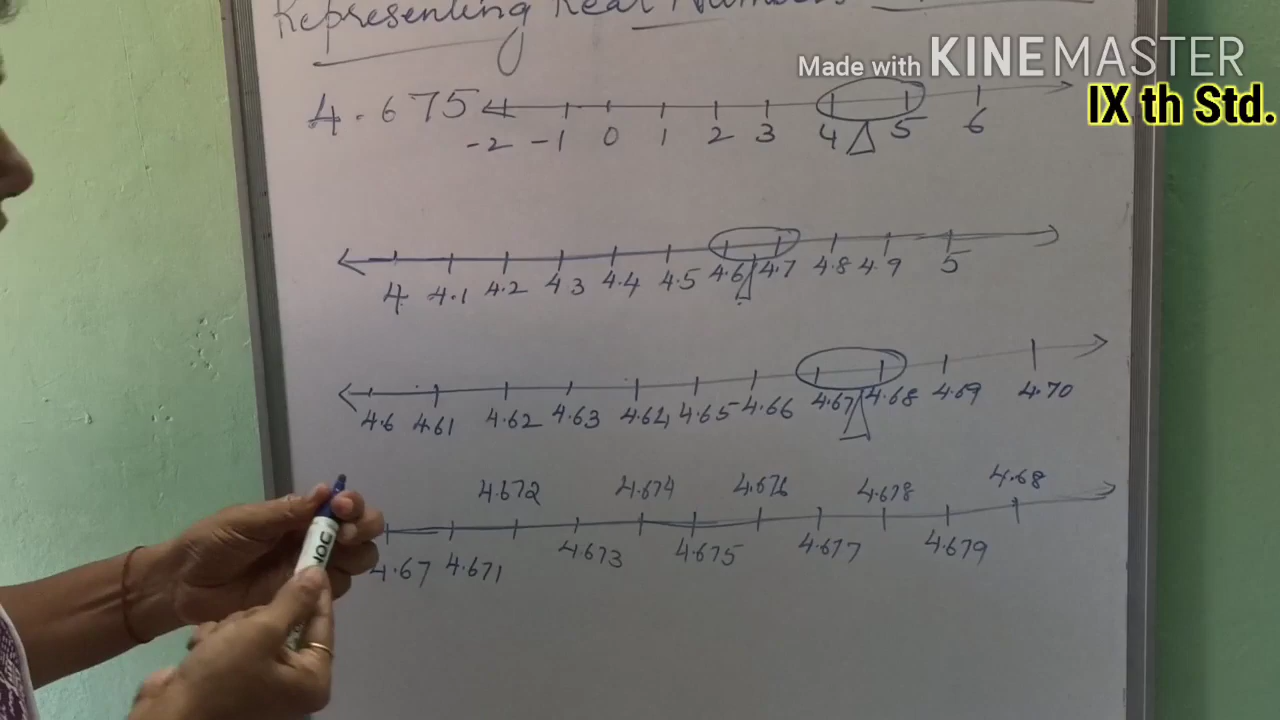 Representing Real Numbers
Made with KINEMASTER
IX th Std.
4.675
-2 -1 0 1 2 3 4 5 6
4 4.1 4.2 4.3 4.4 4.5 4.6 4.7 4.8 4.9 5
4.6 4.61 4.62 4.63 4.64 4.65 4.66 4.67 4.68 4.69 4.70
4.672 4.674 4.676 4.678 4.68
4.67 4.671 4.673 4.675 4.677 4.679